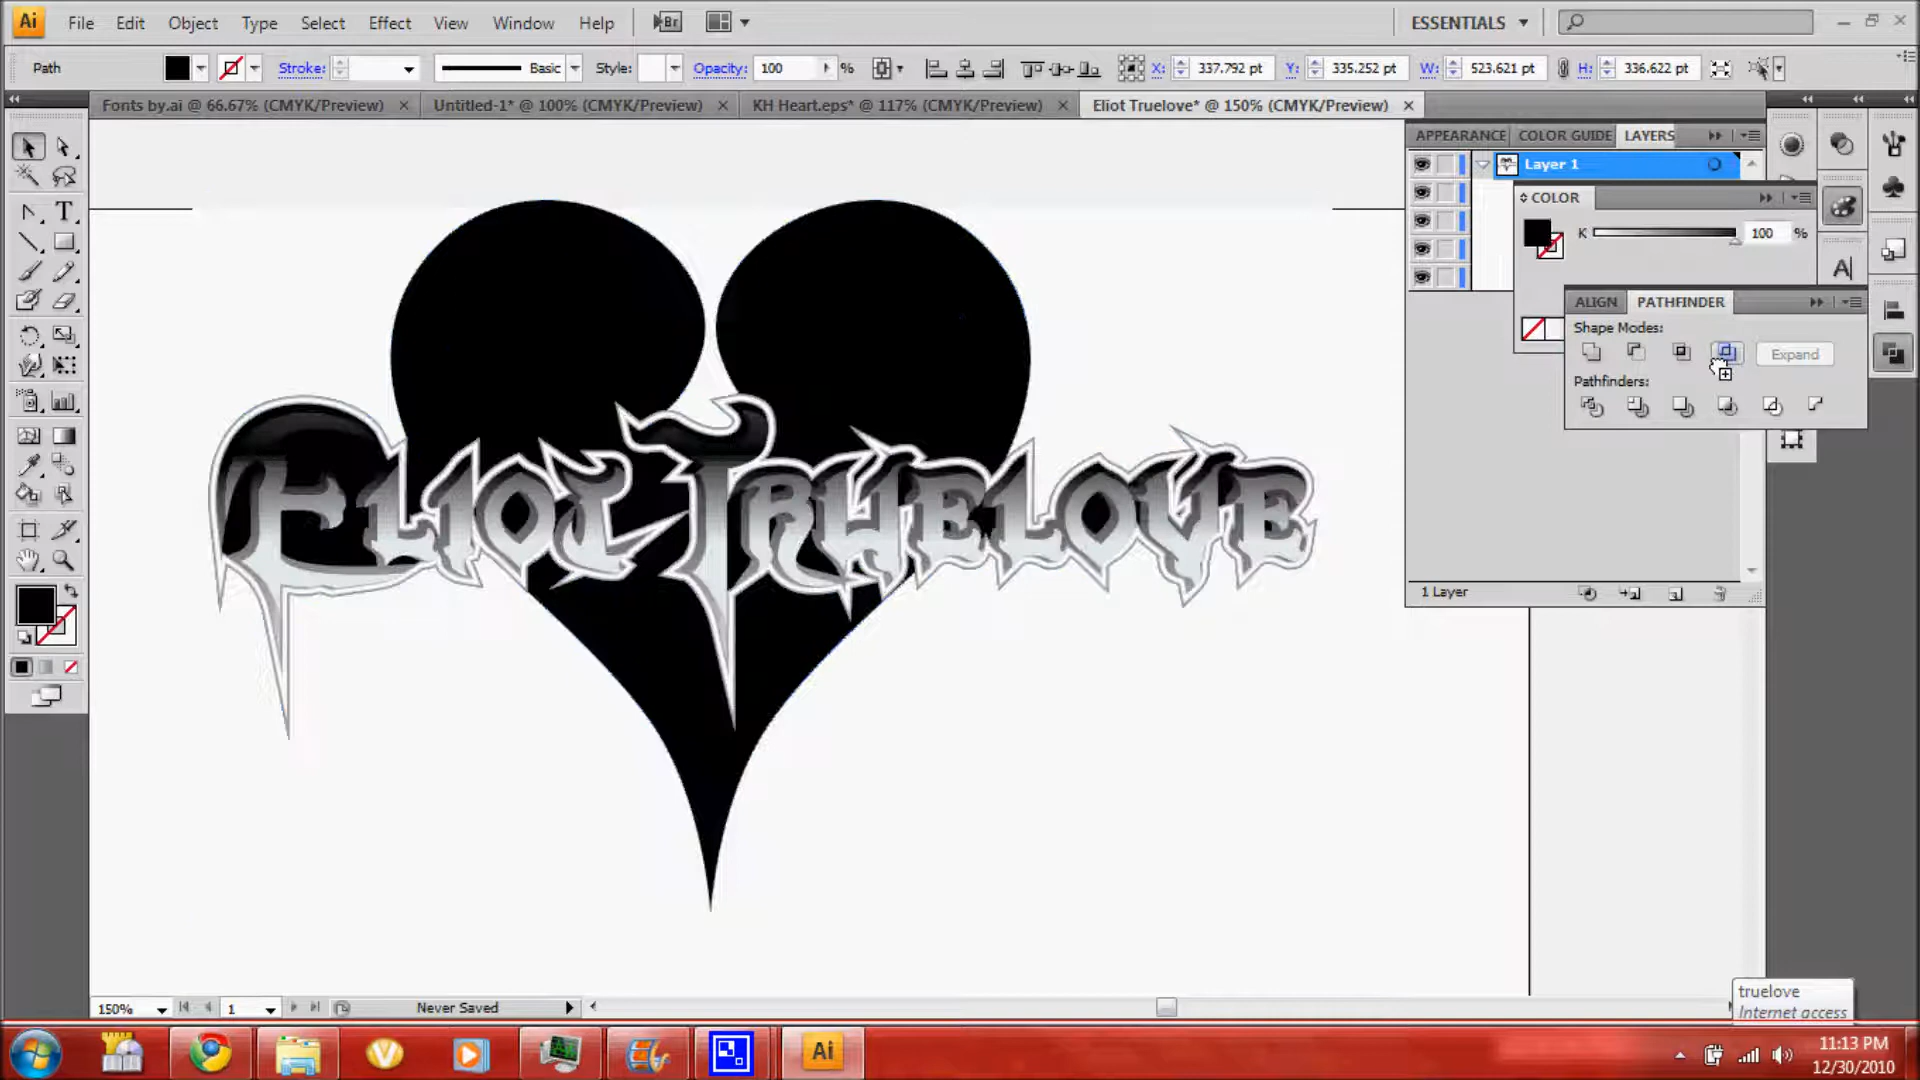 Ai File Edit Object Type Select Effect View Window Help Br ESSENTIALS
Path Stroke: Basic Style: Opacity: 100 % X: 337.792 pt Y: 335.252 pt W: 523.621 pt H: 336.622 pt
Fonts by.ai @ 66.67% (CMYK/Preview) Untitled-1* @ 100% (CMYK/Preview) KH Heart.eps* @ 117% (CMYK/Preview) Eliot Truelove* @ 150% (CMYK/Preview)
APPEARANCE COLOR GUIDE LAYERS
Layer 1
COLOR
K 100 %
ALIGN PATHFINDER
Shape Modes:
Expand
Pathfinders:
Eliot Truelove
1 Layer
truelove
Internet access
150% 1 Never Saved
Ai
11:13 PM
12/30/2010